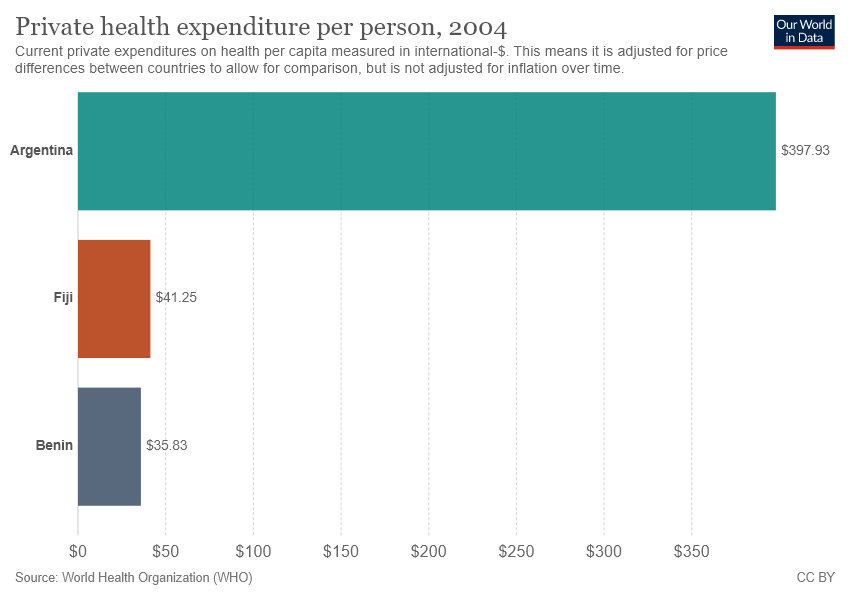 Private health expenditure per person, 2004
Our World
in Data
Current private expenditures on health per capita measured in international-$. This means it is adjusted for price
differences between countries to allow for comparison, but is not adjusted for inflation over time.
Argentina
$397.93
Fiji
$41.25
Benin
$35.83
$0 $50 $100 $150 $200 $250 $300 $350
Source: World Health Organization (WHO)
CC BY